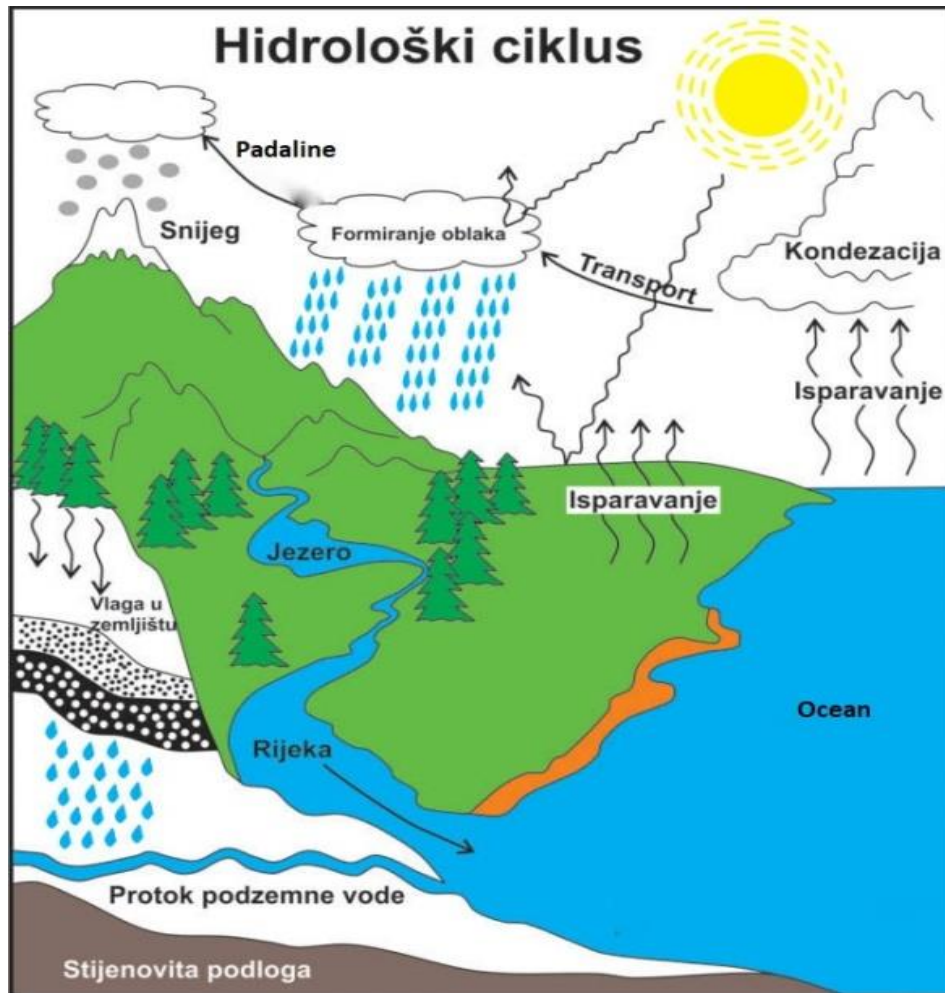 Hidrološki ciklus
Padaline
Snijeg
Formiranje oblaka
Transport
Kondezacija
Isparavanje
Isparavanje
Jezero
Vlaga u
zemljištu
Ocean
Rijeka
Protok podzemne vode
Stijenovita podloga